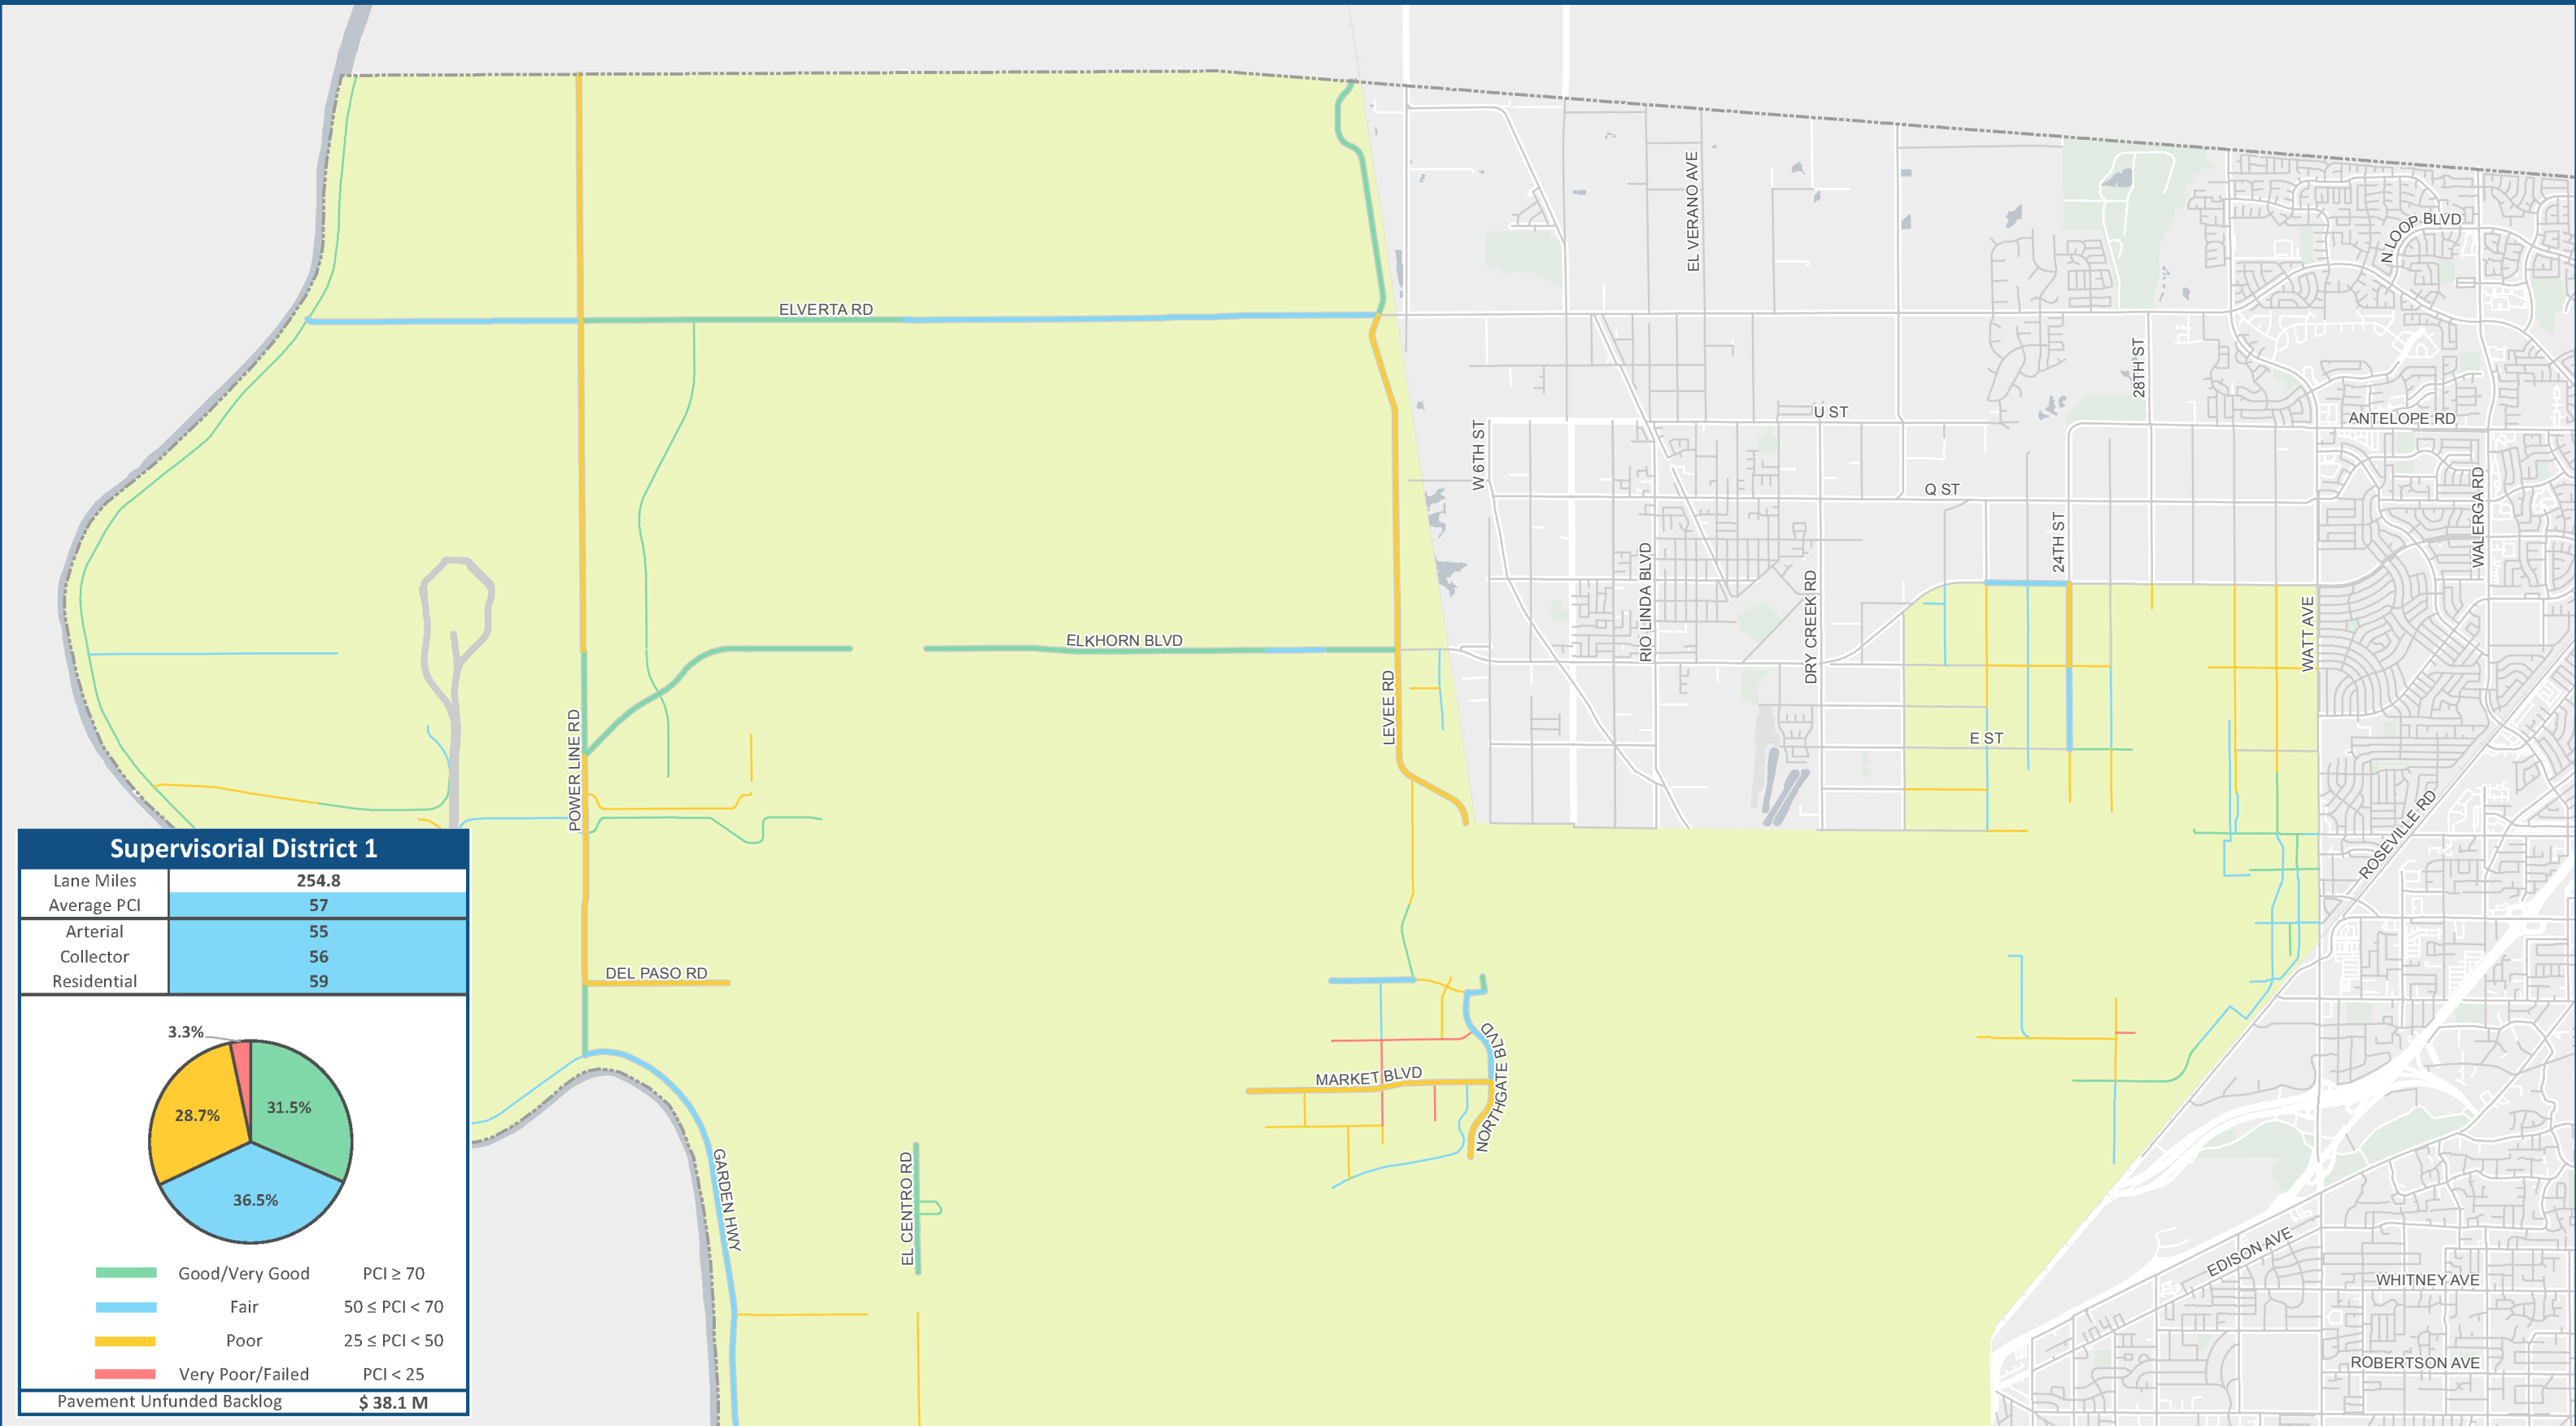 EL VERANO AVE
N LOOP BLVD
ELVERTA RD
28TH ST
U ST
ANTELOPE RD
W 6TH ST
Q ST
WALERGA RD
24TH ST
RIO LINDA BLVD
DRY CREEK RD
WATT AVE
ELKHORN BLVD
LEVEE RD
POWER LINE RD
E ST
ROSEVILLE RD
DEL PASO RD
MARKET BLVD
NORTHGATE BLVD
GARDEN HWY
EL CENTRO RD
EDISON AVE
WHITNEY AVE
ROBERTSON AVE
Supervisorial District 1
Lane Miles 254.8
Average PCI 57
Arterial 55
Collector 56
Residential 59
3.3%
28.7%
31.5%
36.5%
Good/Very Good PCI ≥ 70
Fair 50 ≤ PCI < 70
Poor 25 ≤ PCI < 50
Very Poor/Failed PCI < 25
Pavement Unfunded Backlog $ 38.1 M